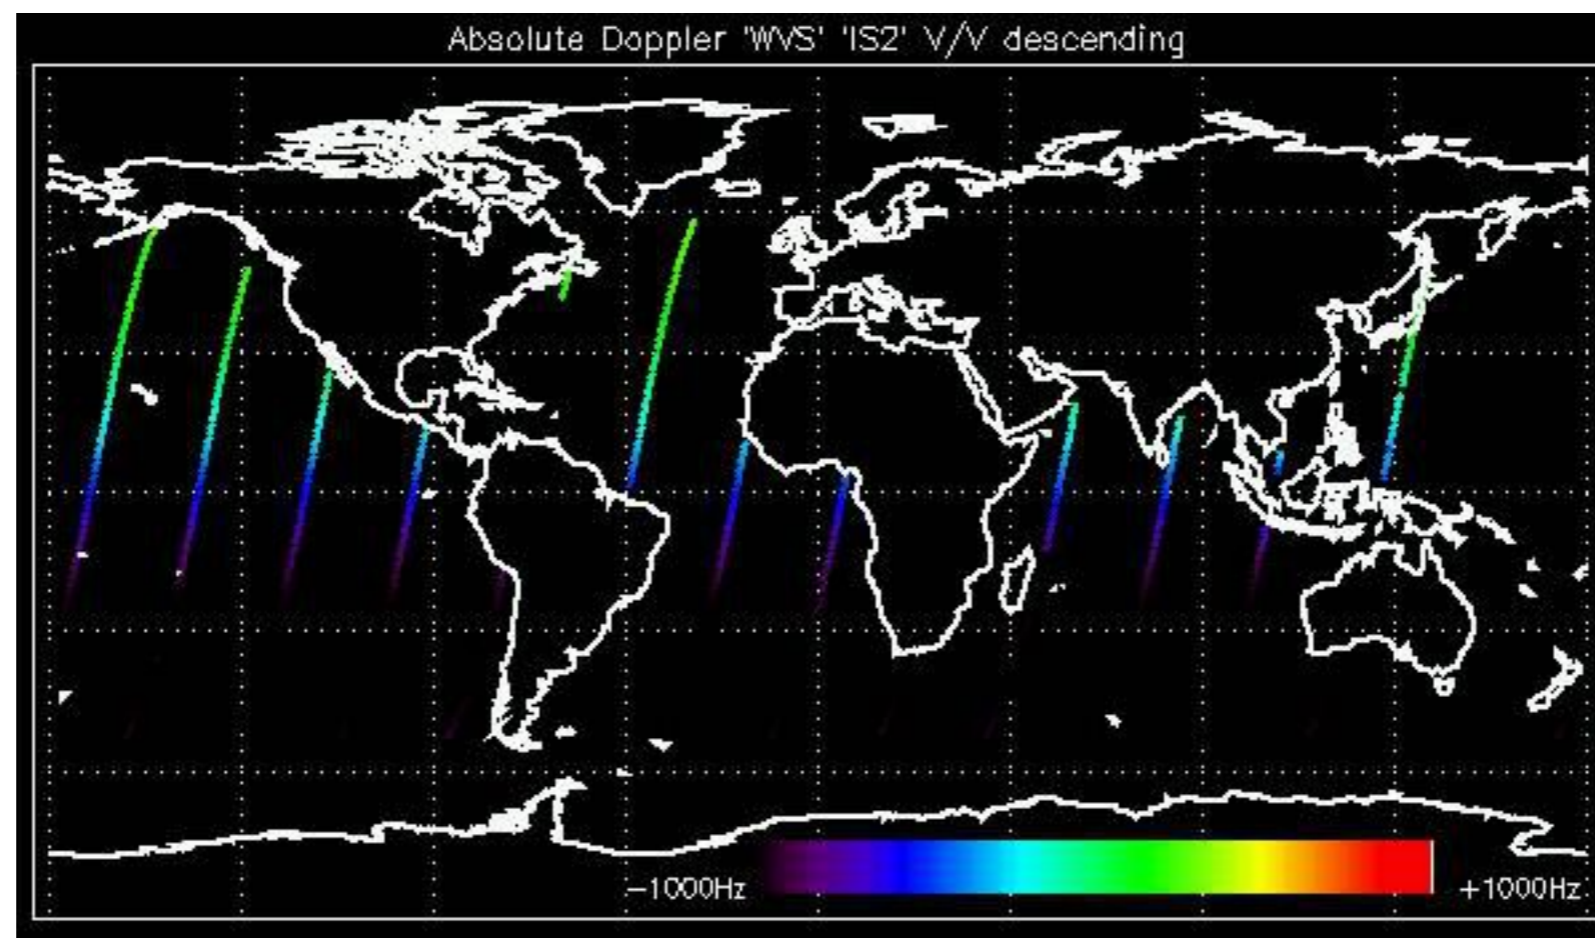 Absolute Doppler 'WVS' 'IS2' V/V descending
−1000Hz
+1000Hz